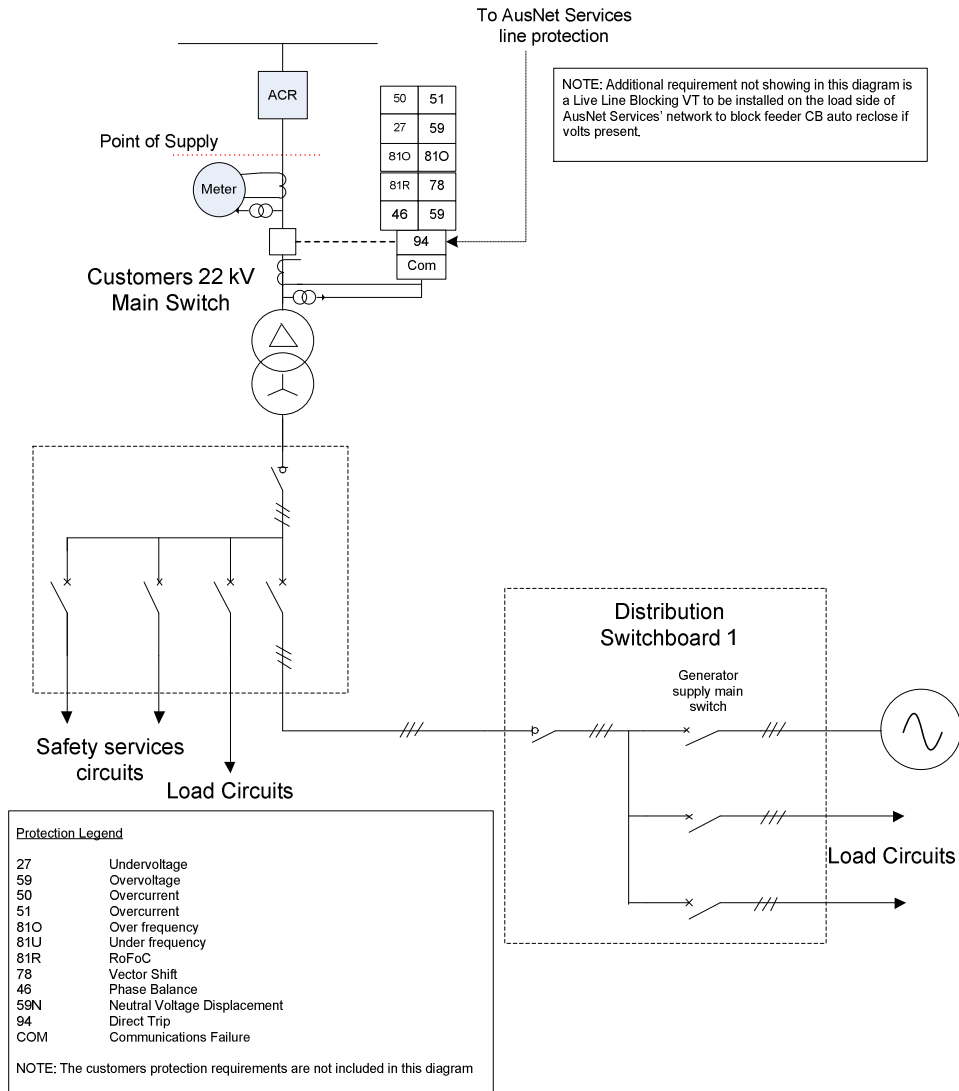 To AusNet Services
line protection
ACR
NOTE: Additional requirement not showing in this diagram is
a Live Line Blocking VT to be installed on the load side of
AusNet Services' network to block feeder CB auto reclose if
volts present.
50 51
27 59
81O 81O
81R 78
46 59
94
Com
Point of Supply
Meter
Customers 22 kV
Main Switch
Distribution
Switchboard 1
Generator
supply main
switch
Safety services
circuits
Load Circuits
Load Circuits
Protection Legend
27 Undervoltage
59 Overvoltage
50 Overcurrent
51 Overcurrent
81O Over frequency
81U Under frequency
81R RoFoC
78 Vector Shift
46 Phase Balance
59N Neutral Voltage Displacement
94 Direct Trip
COM Communications Failure
NOTE: The customers protection requirements are not included in this diagram